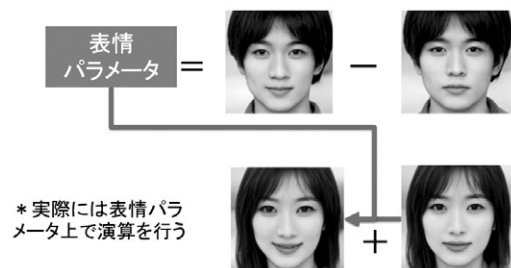 表情
パラメータ
=
−
+
*実際には表情パラ
メータ上で演算を行う